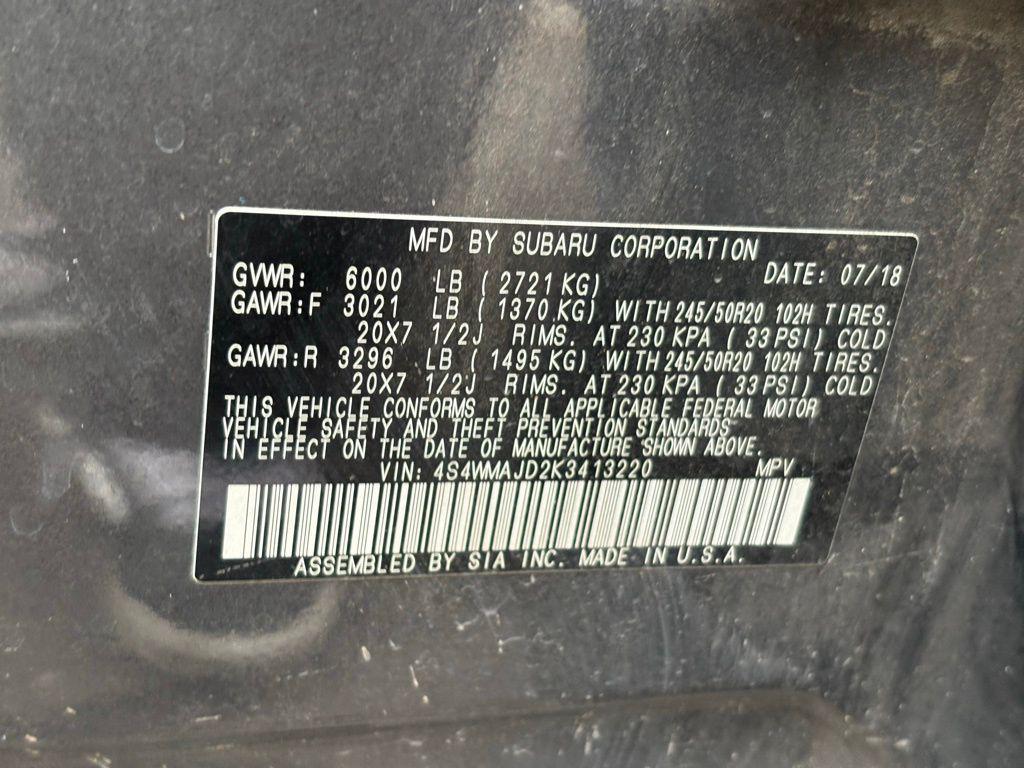 MFD BY SUBARU CORPORATION
GVWR: 6000 LB ( 2721 KG) DATE: 07/18
GAWR:F 3021 LB ( 1370 KG) WITH 245/50R20 102H TIRES.
20X7 1/2J RIMS. AT 230 KPA ( 33 PSI) COLD
GAWR:R 3296 LB ( 1495 KG) WITH 245/50R20 102H TIRES.
20X7 1/2J RIMS. AT 230 KPA ( 33 PSI) COLD
THIS VEHICLE CONFORMS TO ALL APPLICABLE FEDERAL MOTOR
VEHICLE SAFETY AND THEFT PREVENTION STANDARDS
IN EFFECT ON THE DATE OF MANUFACTURE SHOWN ABOVE.
VIN: 4S4WMAJD2K3413220 MPV
ASSEMBLED BY SIA INC. MADE IN U.S.A.